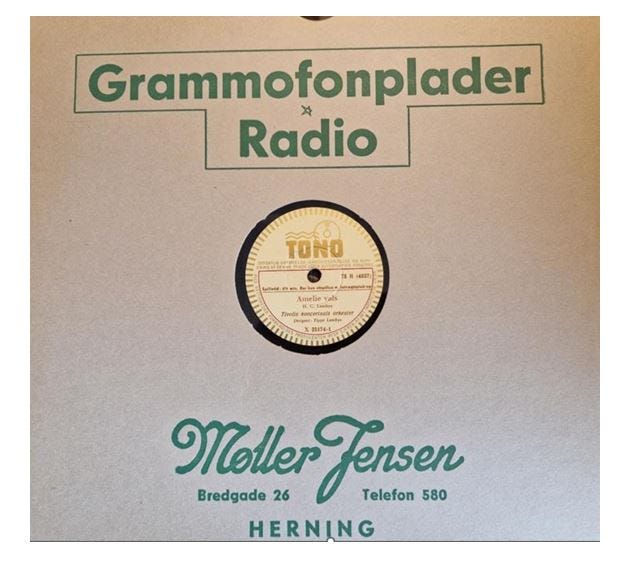 Grammofonplader
Radio
TONO
Amelie vals
H. C. Lumbye
Tivolis koncertsals orkester
Dirigent: Tippe Lumbye
X 25174-1
Møller Jensen
Bredgade 26 Telefon 580
HERNING